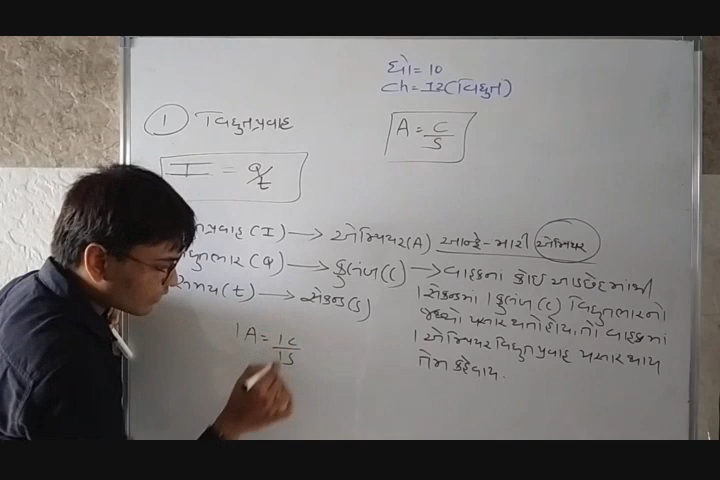 ધો = 10
Ch = 12 (વિદ્યુત)
1 વિદ્યુતપ્રવાહ
A = C/S
I = Q/t
પ્રવાહ (I) → એમ્પિયર (A) આન્દ્રે-મારી એમ્પિયર
(Q) → કુલંબ (C) → વાહકના કોઈ આડછેદમાંથી
સમય (t) → સેકન્ડ (S)
1 સેકન્ડમાં 1 કુલંબ (C) વિદ્યુતભારનો
જથ્થો પસાર થતો હોય, તો વાહકમાં
1 એમ્પિયર વિદ્યુતપ્રવાહ પસાર થાય
તેમ કહેવાય.
1A = 1C/1S